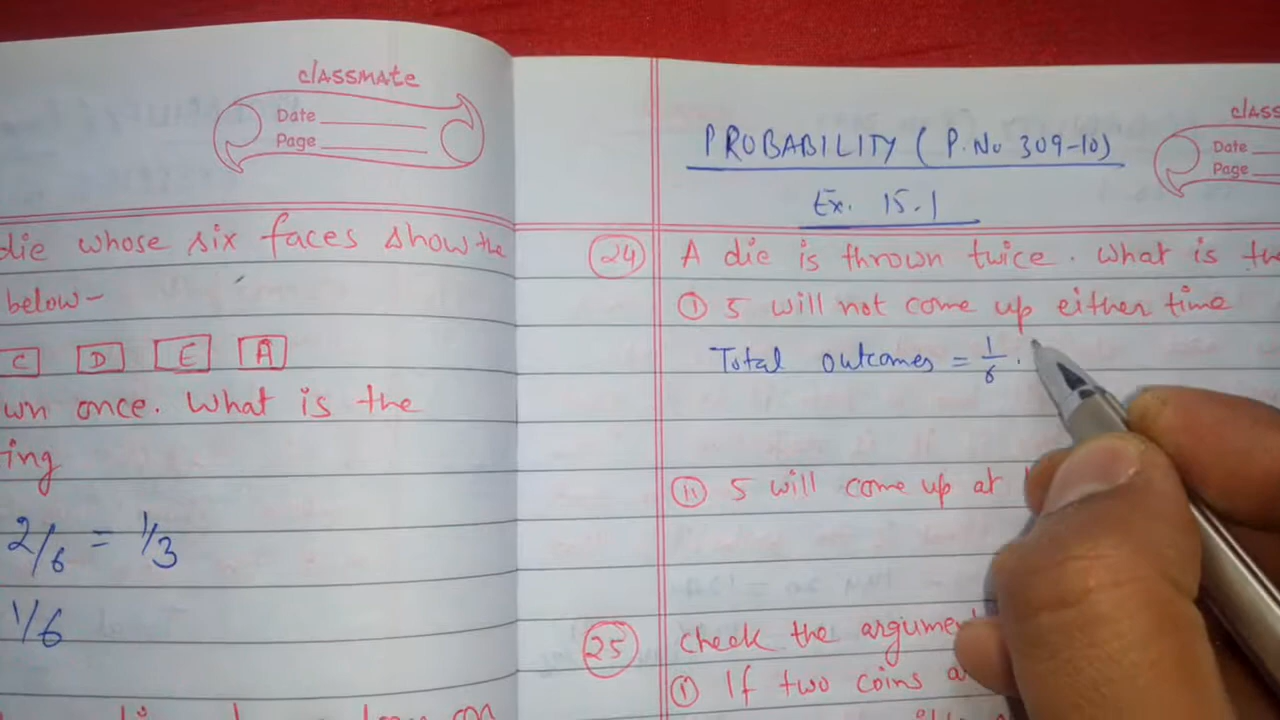 classmate
Date
Page
die whose six faces show the
below-
C D E A
wn once. What is the
ing
2/6 = 1/3
1/6
PROBABILITY (P.No 309-10)
Ex. 15.1
class
Date
Page
24 A die is thrown twice. What is the
i 5 will not come up either time
Total outcomes = 1/6 .
ii 5 will come up at
25 check the argument
i If two coins a